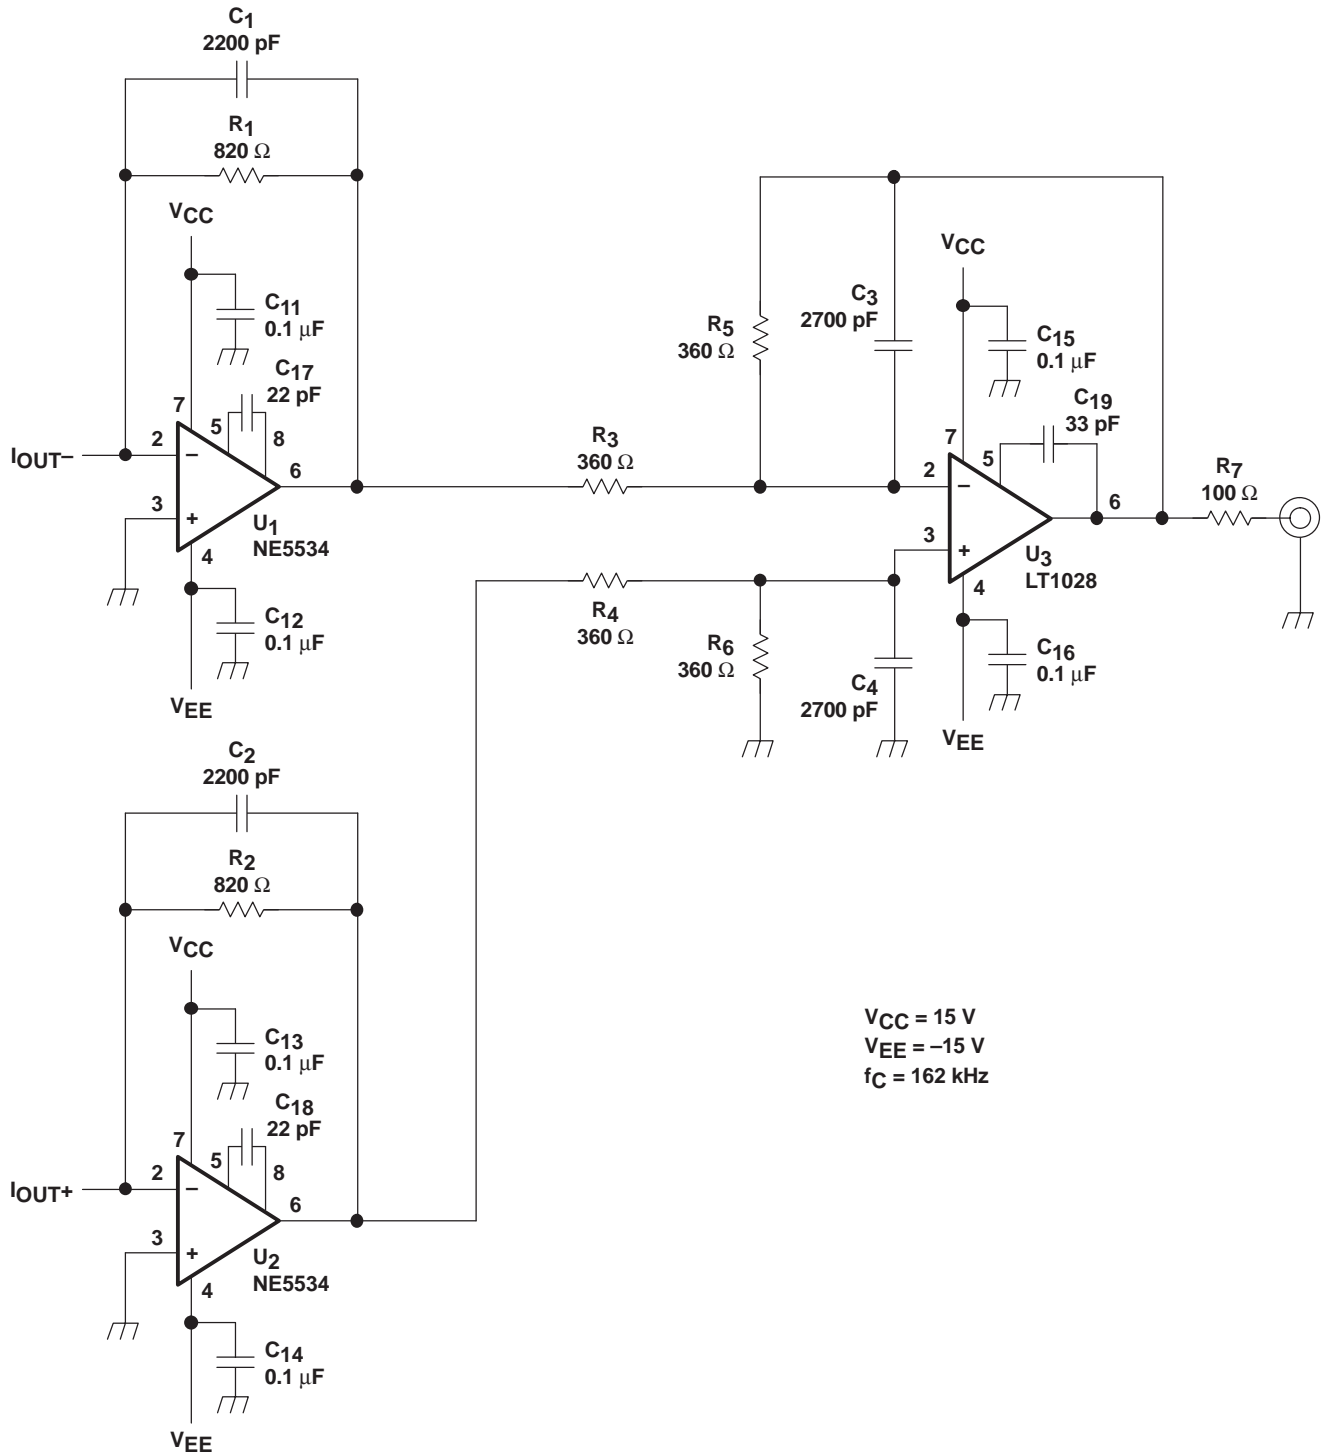 C1
2200 pF
R1
820 Ω
VCC
C11
0.1 μF
C17
22 pF
7
5
8
2
6
IOUT–
–
3
+
U1
NE5534
4
C12
0.1 μF
VEE
R3
360 Ω
R5
360 Ω
C3
2700 pF
VCC
C15
0.1 μF
C19
33 pF
7
5
2
–
6
R7
100 Ω
3
+
U3
LT1028
4
R4
360 Ω
R6
360 Ω
C4
2700 pF
C16
0.1 μF
VEE
C2
2200 pF
R2
820 Ω
VCC
C13
0.1 μF
C18
22 pF
7
5
8
2
6
IOUT+
–
3
+
U2
NE5534
4
C14
0.1 μF
VEE
VCC = 15 V
VEE = –15 V
fC = 162 kHz